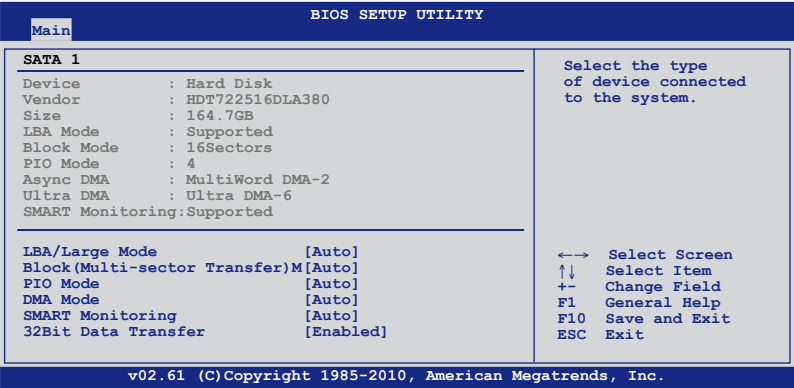 BIOS SETUP UTILITY
Main
SATA 1
Device : Hard Disk
Vendor : HDT722516DLA380
Size : 164.7GB
LBA Mode : Supported
Block Mode : 16Sectors
PIO Mode : 4
Async DMA : MultiWord DMA-2
Ultra DMA : Ultra DMA-6
SMART Monitoring:Supported
LBA/Large Mode [Auto]
Block(Multi-sector Transfer)M[Auto]
PIO Mode [Auto]
DMA Mode [Auto]
SMART Monitoring [Auto]
32Bit Data Transfer [Enabled]
Select the type
of device connected
to the system.
←→ Select Screen
↑↓ Select Item
+- Change Field
F1 General Help
F10 Save and Exit
ESC Exit
v02.61 (C)Copyright 1985-2010, American Megatrends, Inc.